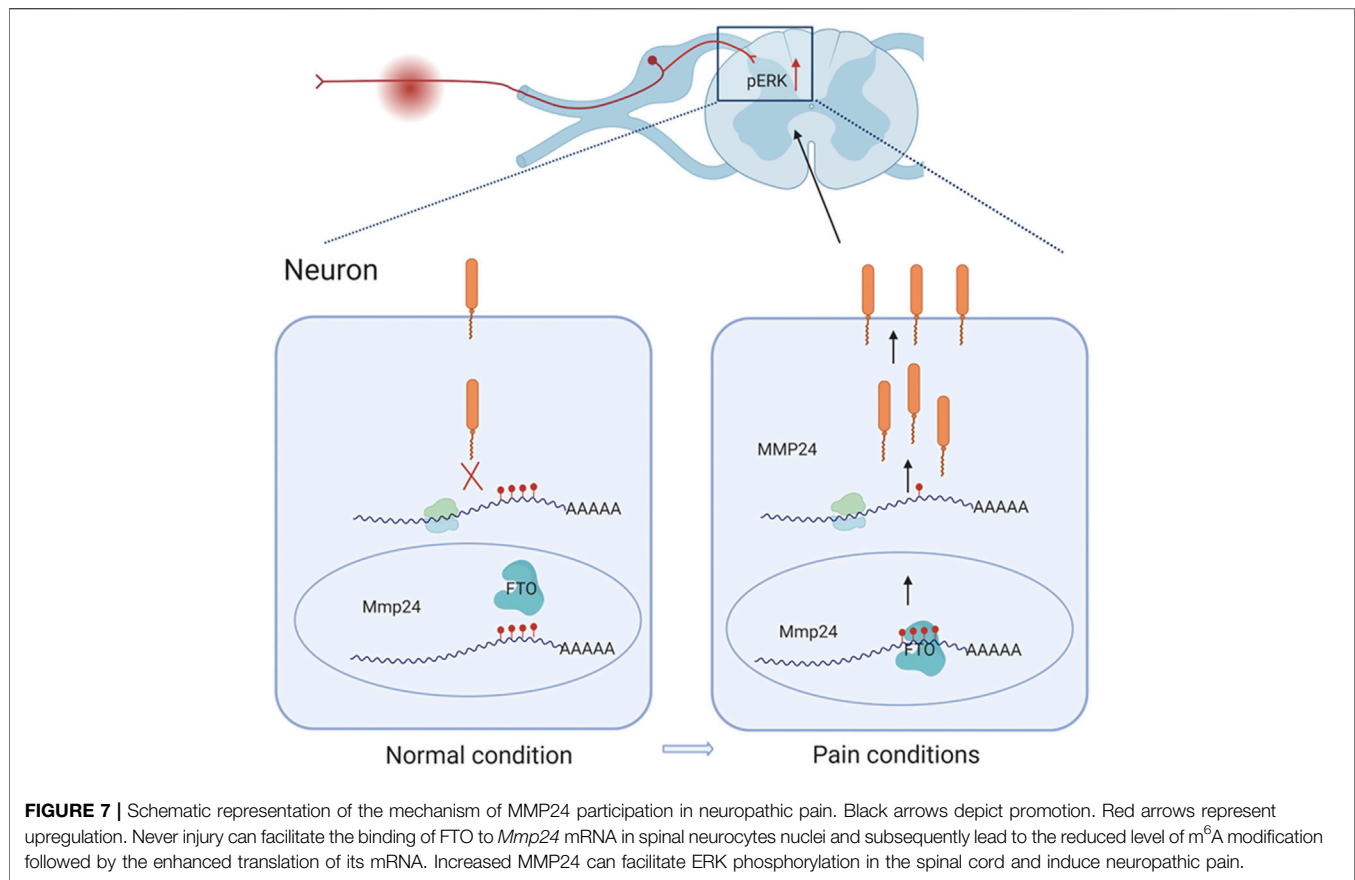 pERK
Neuron
MMP24
AAAAA
AAAAA
FTO
Mmp24
AAAAA
Mmp24
FTO
AAAAA
Normal condition
Pain conditions
FIGURE 7 | Schematic representation of the mechanism of MMP24 participation in neuropathic pain. Black arrows depict promotion. Red arrows represent
upregulation. Never injury can facilitate the binding of FTO to Mmp24 mRNA in spinal neurocytes nuclei and subsequently lead to the reduced level of m⁶A modification
followed by the enhanced translation of its mRNA. Increased MMP24 can facilitate ERK phosphorylation in the spinal cord and induce neuropathic pain.